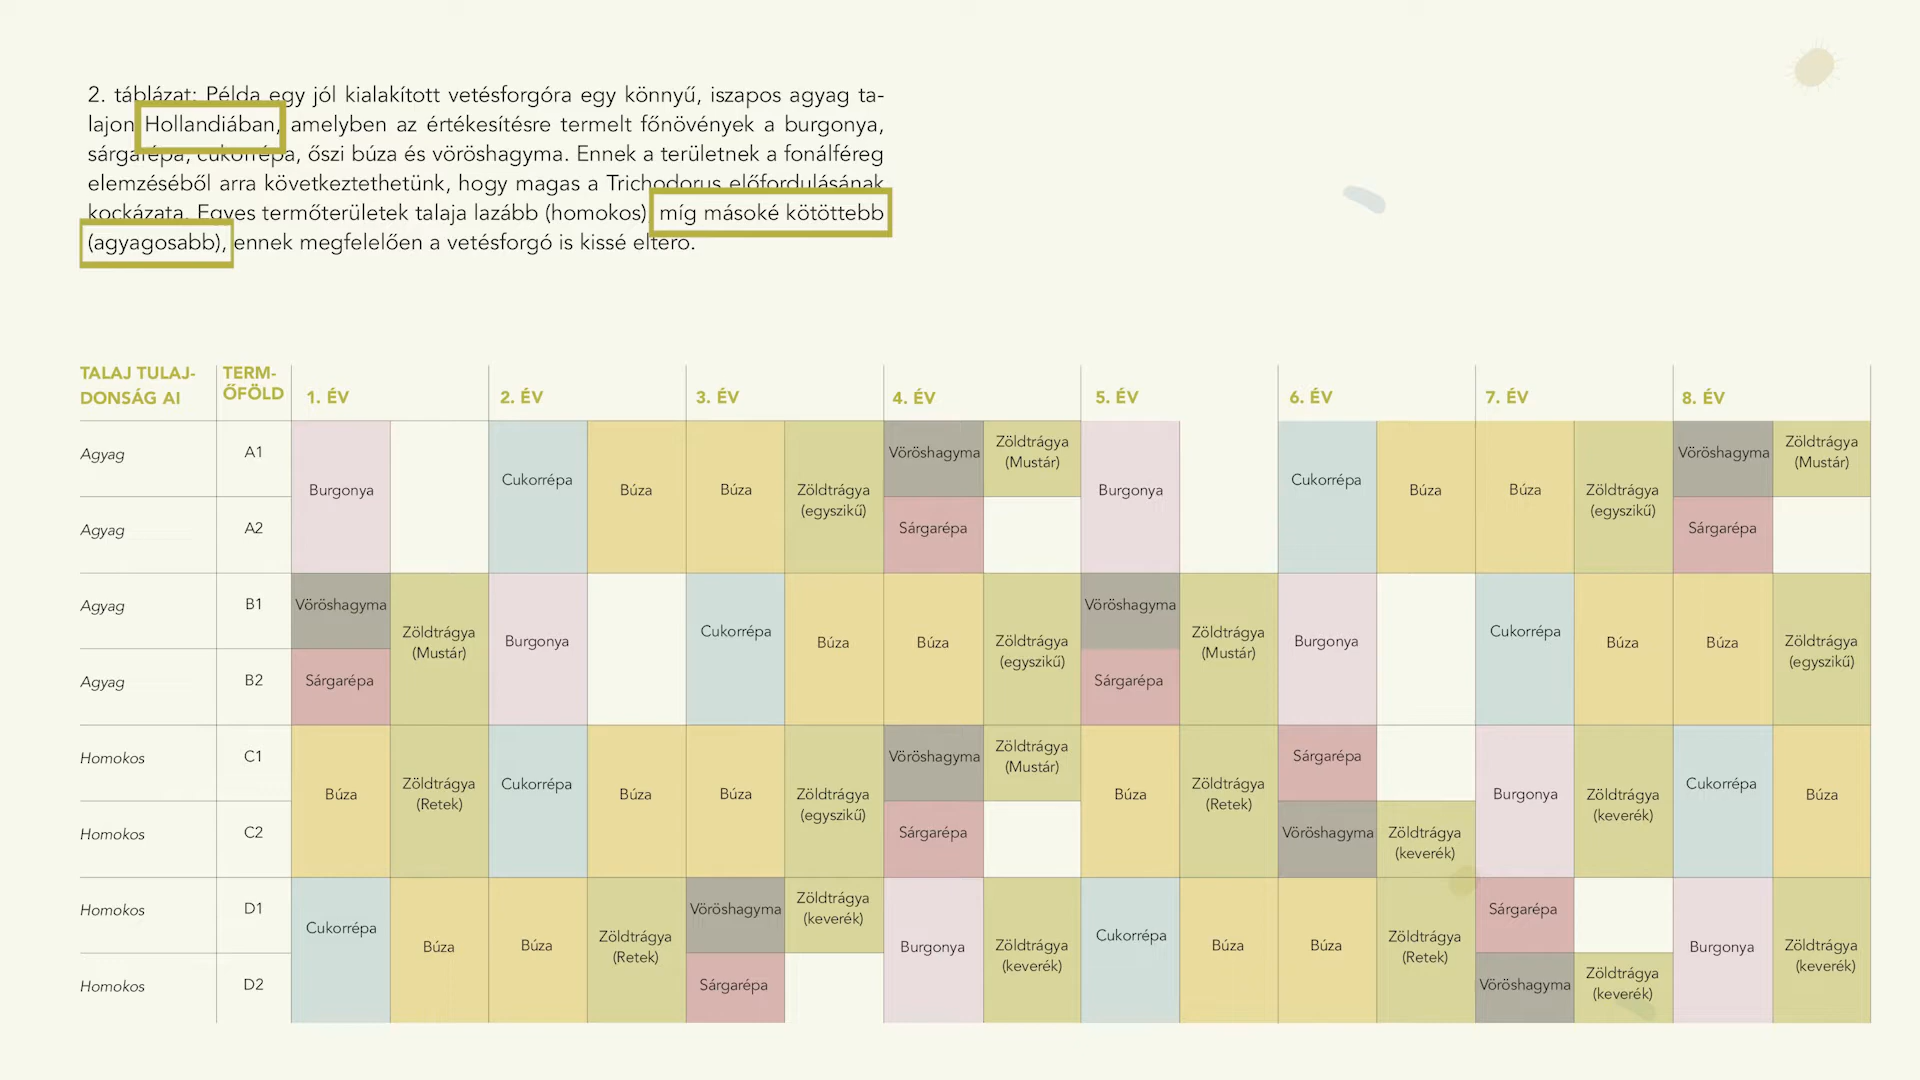 2. táblázat: Példa egy jól kialakított vetésforgóra egy könnyű, iszapos agyag ta-
lajon Hollandiában, amelyben az értékesítésre termelt főnövények a burgonya,
sárgarépa, cukorrépa, őszi búza és vöröshagyma. Ennek a területnek a fonálféreg
elemzéséből arra következtethetünk, hogy magas a Trichodorus előfordulásának
kockázata. Egyes termőterületek talaja lazább (homokos) míg másoké kötöttebb
(agyagosabb), ennek megfelelően a vetésforgó is kissé eltérő.
TALAJ TULAJ-
DONSÁG AI
TERM-
ŐFÖLD
1. ÉV 2. ÉV 3. ÉV 4. ÉV 5. ÉV 6. ÉV 7. ÉV 8. ÉV
Agyag A1
Agyag A2
Burgonya
Cukorrépa
Búza
Búza
Zöldtrágya
(egyszikű)
Vöröshagyma
Zöldtrágya
(Mustár)
Sárgarépa
Burgonya
Cukorrépa
Búza
Búza
Zöldtrágya
(egyszikű)
Vöröshagyma
Zöldtrágya
(Mustár)
Sárgarépa
Agyag B1
Agyag B2
Vöröshagyma
Sárgarépa
Zöldtrágya
(Mustár)
Burgonya
Cukorrépa
Búza
Búza
Zöldtrágya
(egyszikű)
Vöröshagyma
Sárgarépa
Zöldtrágya
(Mustár)
Burgonya
Cukorrépa
Búza
Búza
Zöldtrágya
(egyszikű)
Homokos C1
Homokos C2
Búza
Zöldtrágya
(Retek)
Cukorrépa
Búza
Búza
Zöldtrágya
(egyszikű)
Vöröshagyma
Zöldtrágya
(Mustár)
Sárgarépa
Búza
Zöldtrágya
(Retek)
Sárgarépa
Vöröshagyma
Zöldtrágya
(keverék)
Burgonya
Zöldtrágya
(keverék)
Cukorrépa
Búza
Homokos D1
Homokos D2
Cukorrépa
Búza
Búza
Zöldtrágya
(Retek)
Vöröshagyma
Zöldtrágya
(keverék)
Sárgarépa
Burgonya
Zöldtrágya
(keverék)
Cukorrépa
Búza
Búza
Zöldtrágya
(Retek)
Sárgarépa
Vöröshagyma
Zöldtrágya
(keverék)
Burgonya
Zöldtrágya
(keverék)